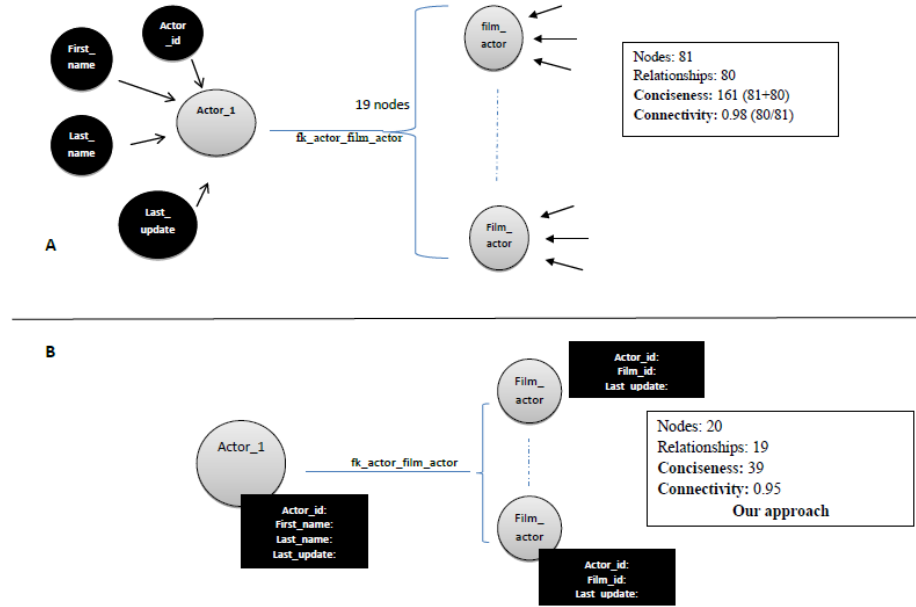 Actor
_id
First_
name
Actor_1
Last_
name
Last_
update
19 nodes
fk_actor_film_actor
film_
actor
Film_
actor
Nodes: 81
Relationships: 80
Conciseness: 161 (81+80)
Connectivity: 0.98 (80/81)
A
B
Actor_1
Actor_id:
First_name:
Last_name:
Last_update:
fk_actor_film_actor
Film_
actor
Actor_id:
Film_id:
Last_update:
Film_
actor
Actor_id:
Film_id:
Last_update:
Nodes: 20
Relationships: 19
Conciseness: 39
Connectivity: 0.95
Our approach